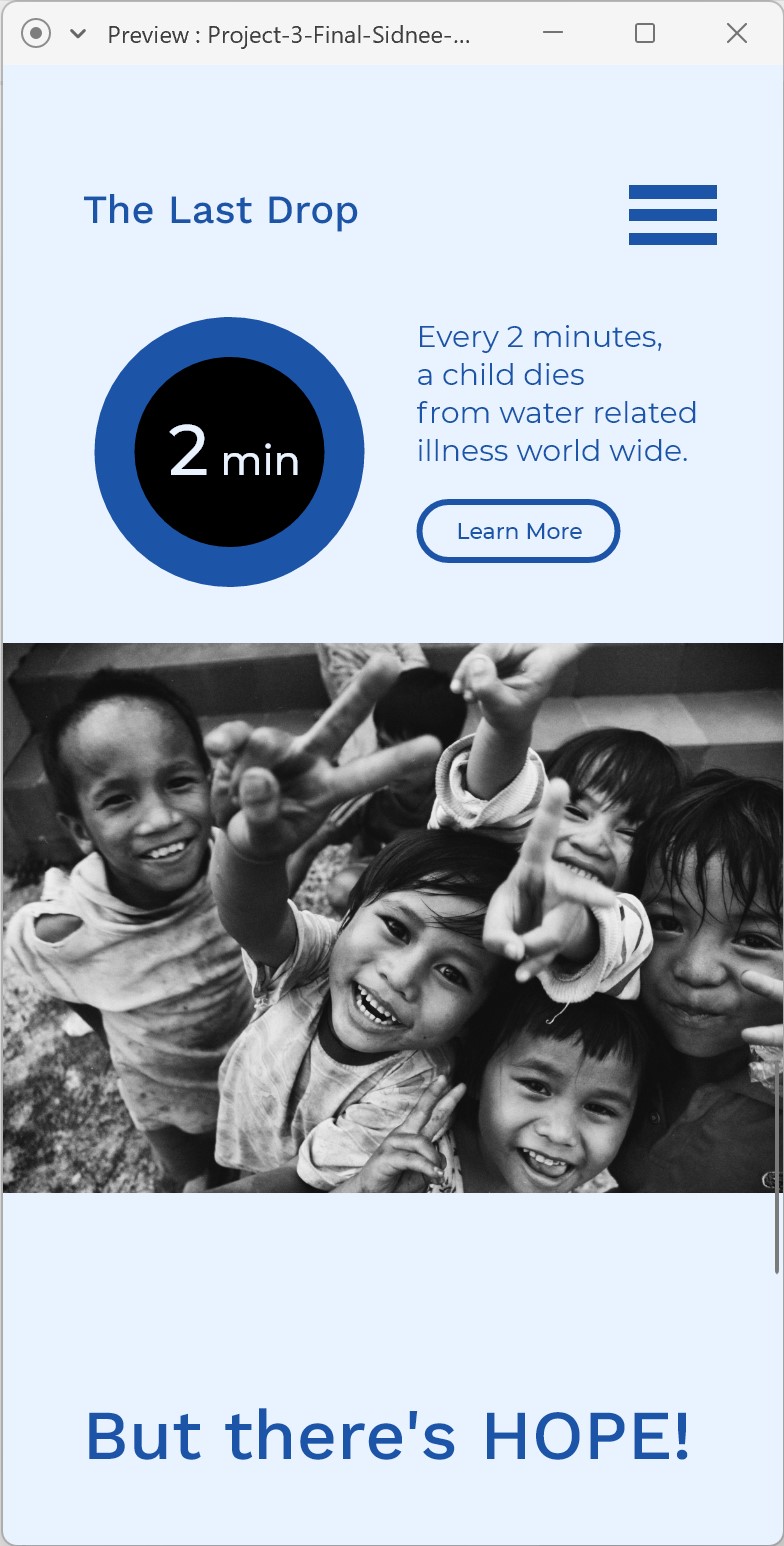 Preview : Project-3-Final-Sidnee-...
The Last Drop
2 min
Every 2 minutes,
a child dies
from water related
illness world wide.
Learn More
But there's HOPE!